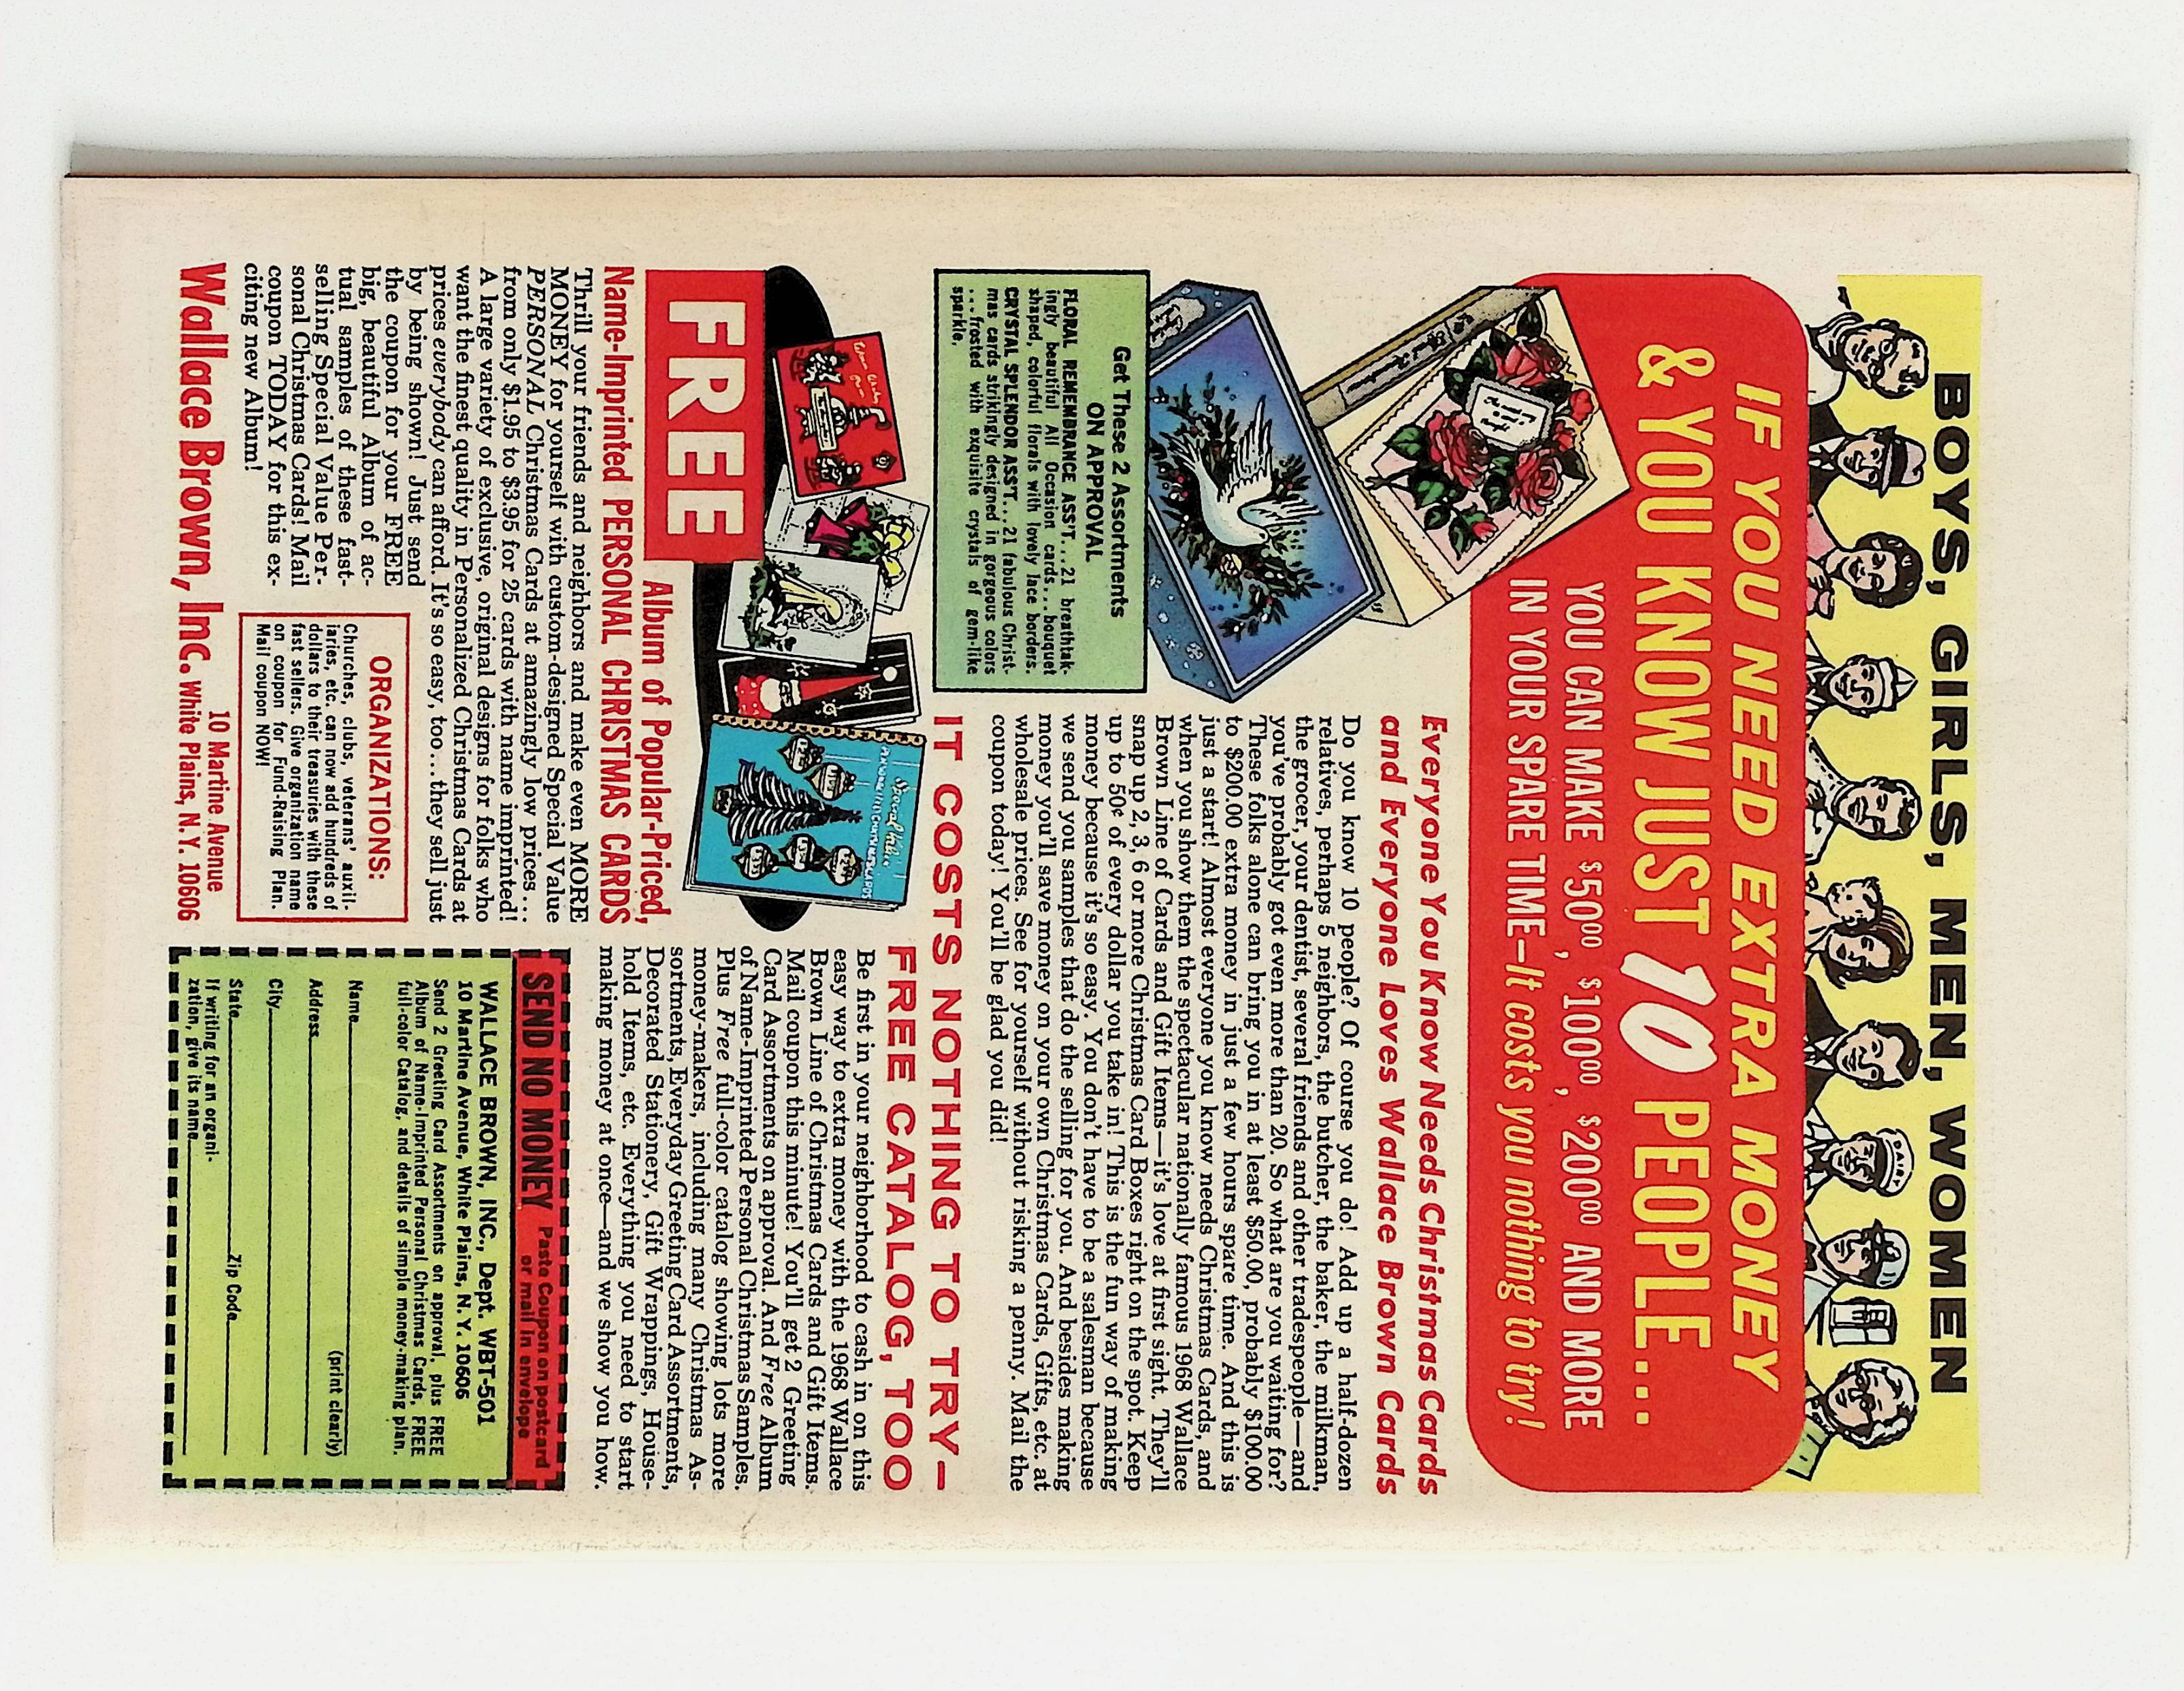 BOYS, GIRLS, MEN, WOMEN
DAIRY
IF YOU NEED EXTRA MONEY
& YOU KNOW JUST 10 PEOPLE...
YOU CAN MAKE $5000, $10000, $20000 AND MORE
IN YOUR SPARE TIME—It costs you nothing to try!
Everyone You Know Needs Christmas Cards
and Everyone Loves Wallace Brown Cards
Do you know 10 people? Of course you do! Add up a half-dozen
relatives, perhaps 5 neighbors, the butcher, the baker, the milkman,
the grocer, your dentist, several friends and other tradespeople—and
you've probably got even more than 20. So what are you waiting for?
These folks alone can bring you in at least $50.00, probably $100.00
to $200.00 extra money in just a few hours spare time. And this is
just a start! Almost everyone you know needs Christmas Cards, and
when you show them the spectacular nationally famous 1968 Wallace
Brown Line of Cards and Gift Items—it's love at first sight. They'll
snap up 2, 3, 6 or more Christmas Card Boxes right on the spot. Keep
up to 50¢ of every dollar you take in! This is the fun way of making
money because it's so easy. You don't have to be a salesman because
we send you samples that do the selling for you. And besides making
money you'll save money on your own Christmas Cards, Gifts, etc. at
wholesale prices. See for yourself without risking a penny. Mail the
coupon today! You'll be glad you did!
Get These 2 Assortments
ON APPROVAL
FLORAL REMEMBRANCE ASS'T...21 breathtak-
ingly beautiful All Occasion cards...bouquet
shaped, colorful florals with lovely lace borders.
CRYSTAL SPLENDOR ASS'T...21 fabulous Christ-
mas cards strikingly designed in gorgeous colors
...frosted with exquisite crystals of gem-like
sparkle.
IT COSTS NOTHING TO TRY—
FREE CATALOG, TOO
Be first in your neighborhood to cash in on this
easy way to extra money with the 1968 Wallace
Brown Line of Christmas Cards and Gift Items.
Mail coupon this minute! You'll get 2 Greeting
Card Assortments on approval. And Free Album
of Name-Imprinted Personal Christmas Samples.
Plus Free full-color catalog showing lots more
money-makers, including many Christmas As-
sortments, Everyday Greeting Card Assortments,
Decorated Stationery, Gift Wrappings, House-
hold Items, etc. Everything you need to start
making money at once—and we show you how.
Special Value
FREE
Album of Popular-Priced,
Name-Imprinted PERSONAL CHRISTMAS CARDS
Thrill your friends and neighbors and make even MORE
MONEY for yourself with custom-designed Special Value
PERSONAL Christmas Cards at amazingly low prices...
from only $1.95 to $3.95 for 25 cards with name imprinted!
A large variety of exclusive, original designs for folks who
want the finest quality in Personalized Christmas Cards at
prices everybody can afford. It's so easy, too...they sell just
by being shown! Just send
the coupon for your FREE
big, beautiful Album of ac-
tual samples of these fast-
selling Special Value Per-
sonal Christmas Cards! Mail
coupon TODAY for this ex-
citing new Album!
ORGANIZATIONS:
Churches, clubs, veterans' auxil-
iaries, etc. can now add hundreds of
dollars to their treasuries with these
fast sellers. Give organization name
on coupon for Fund-Raising Plan.
Mail coupon NOW!
Wallace Brown, Inc. 10 Martine Avenue
White Plains, N.Y. 10606
SEND NO MONEY Paste Coupon on postcard
or mail in envelope
WALLACE BROWN, INC., Dept. WBT-501
10 Martine Avenue, White Plains, N.Y. 10606
Send 2 Greeting Card Assortments on approval, plus FREE
Album of Name-Imprinted Personal Christmas Cards, FREE
full-color Catalog, and details of simple money-making plan.
Name
(print clearly)
Address
City
State Zip Code
If writing for an organi-
zation, give its name